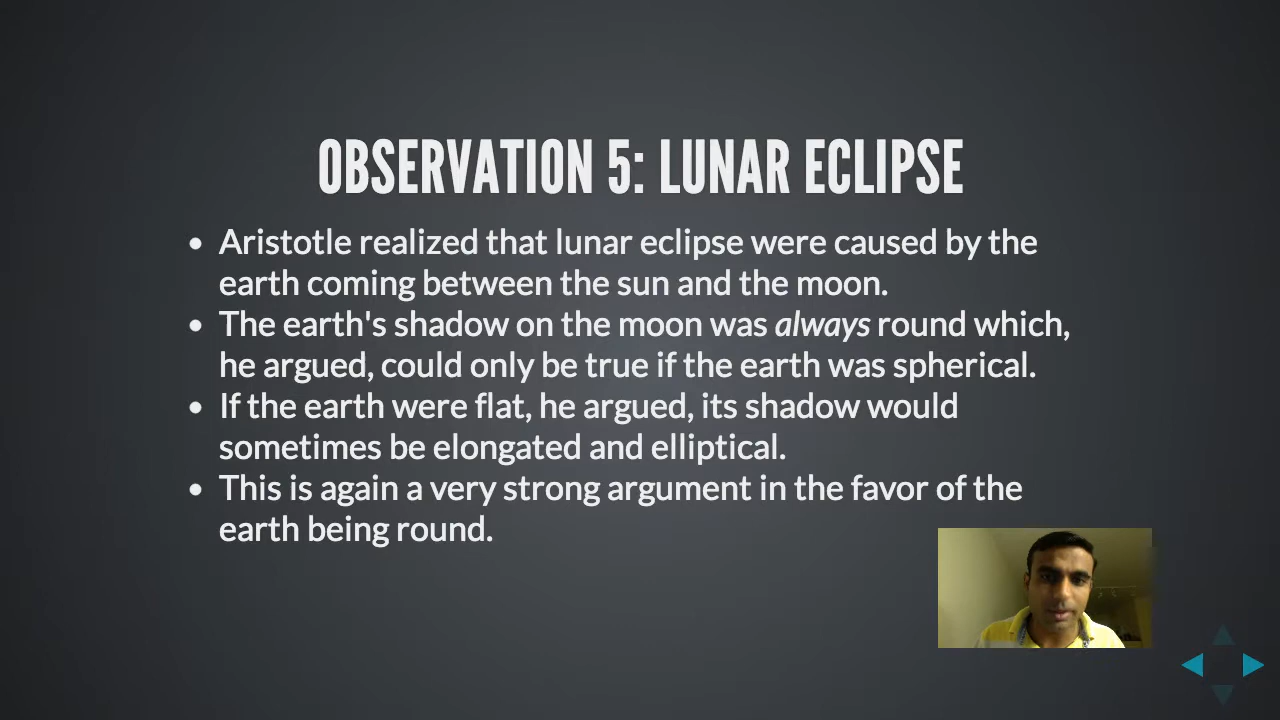 OBSERVATION 5: LUNAR ECLIPSE
• Aristotle realized that lunar eclipse were caused by the
earth coming between the sun and the moon.
• The earth's shadow on the moon was always round which,
he argued, could only be true if the earth was spherical.
• If the earth were flat, he argued, its shadow would
sometimes be elongated and elliptical.
• This is again a very strong argument in the favor of the
earth being round.